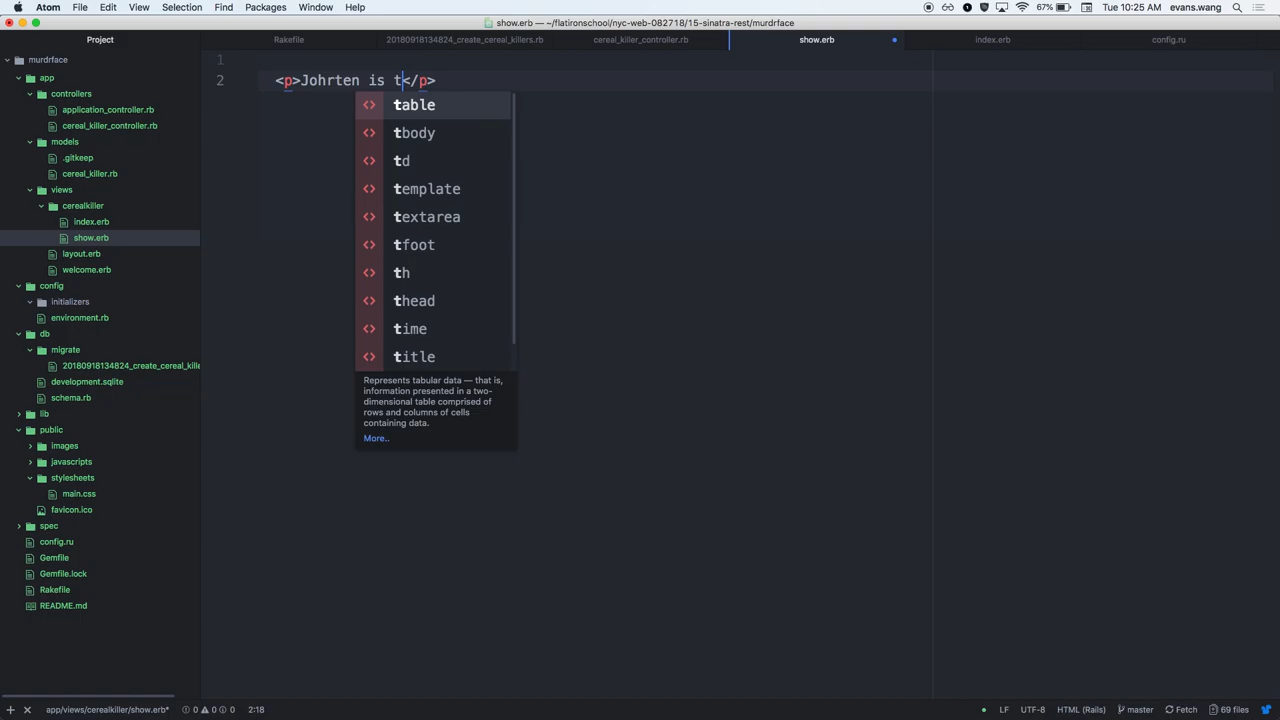 Atom File Edit View Selection Find Packages Window Help 67% Tue 10:25 AM evans.wang
show.erb — ~/flatironschool/nyc-web-082718/15-sinatra-rest/murdrface
Project Rakefile 20180918134824_create_cereal_killers.rb cereal_killer_controller.rb show.erb index.erb config.ru
murdrface
app
controllers
application_controller.rb
cereal_killer_controller.rb
models
.gitkeep
cereal_killer.rb
views
cerealkiller
index.erb
show.erb
layout.erb
welcome.erb
config
initializers
environment.rb
db
migrate
20180918134824_create_cereal_kille
development.sqlite
schema.rb
lib
public
images
javascripts
stylesheets
main.css
favicon.ico
spec
config.ru
Gemfile
Gemfile.lock
Rakefile
README.md
1
2 <p>Johrten is t</p>
<> table
<> tbody
<> td
<> template
<> textarea
<> tfoot
<> th
<> thead
<> time
<> title
Represents tabular data — that is,
information presented in a two-
dimensional table comprised of
rows and columns of cells
containing data.
More..
app/views/cerealkiller/show.erb* 0 0 0 2:18 LF UTF-8 HTML (Rails) master Fetch 69 files